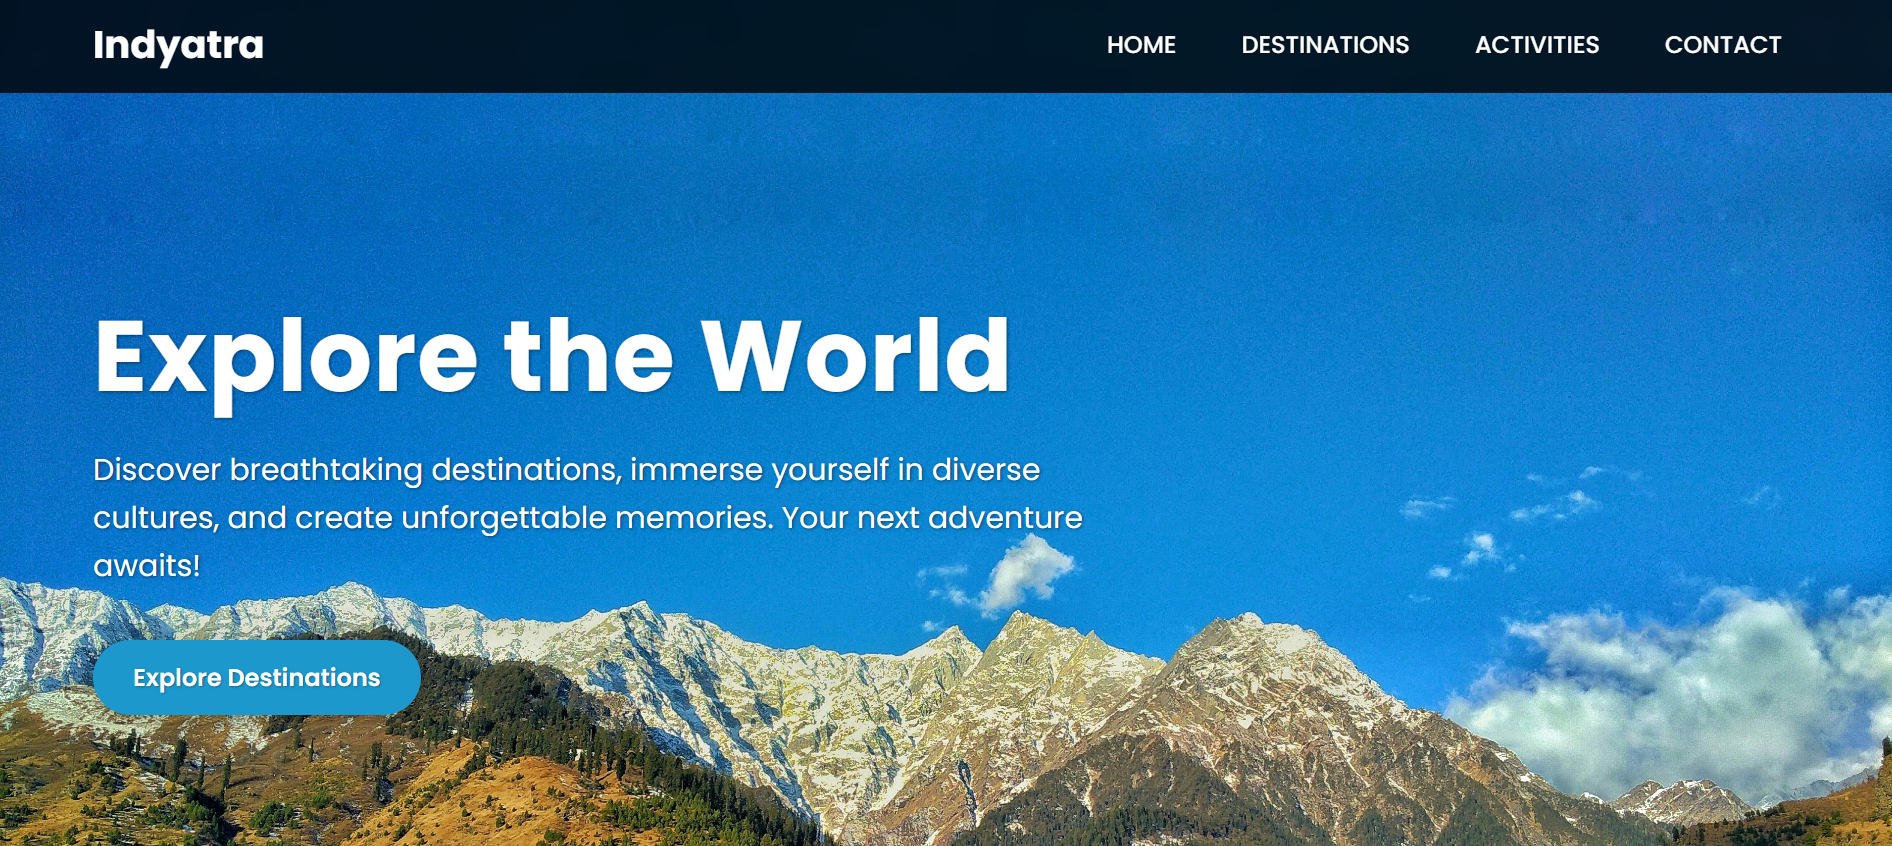 Indyatra
HOME DESTINATIONS ACTIVITIES CONTACT
Explore the World
Discover breathtaking destinations, immerse yourself in diverse
cultures, and create unforgettable memories. Your next adventure
awaits!
Explore Destinations